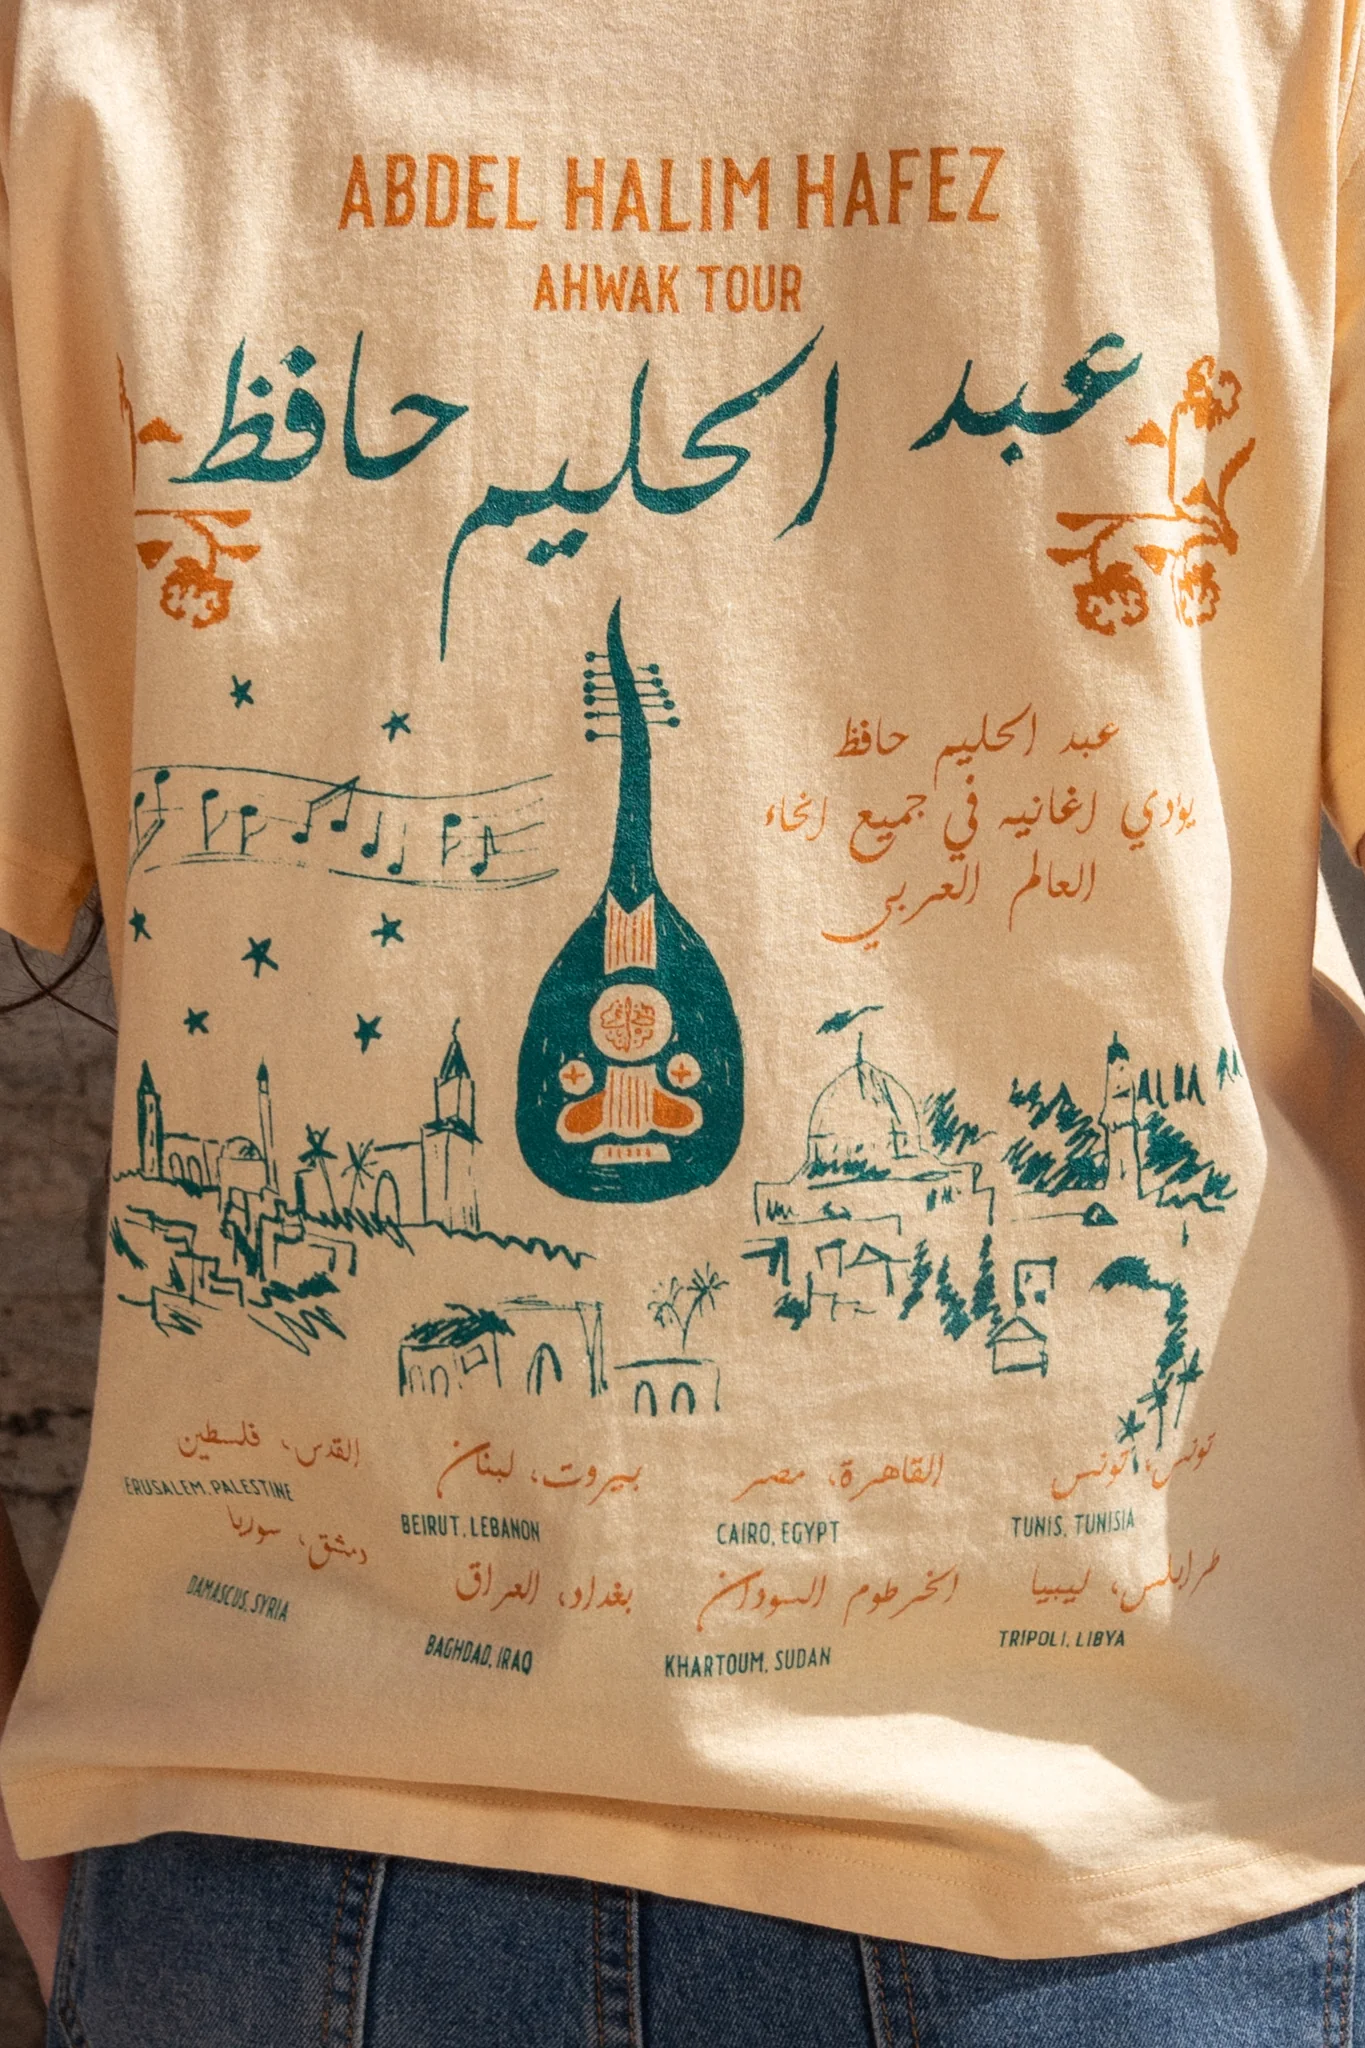 ABDEL HALIM HAFEZ
AHWAK TOUR
عبد الحليم حافظ
عبد الحليم حافظ
يؤدي اغانيه في جميع انحاء
العالم العربي
القدس، فلسطين
ERUSALEM, PALESTINE
بيروت، لبنان
BEIRUT, LEBANON
القاهرة، مصر
CAIRO, EGYPT
تونس، تونس
TUNIS, TUNISIA
دمشق، سوريا
DAMASCUS, SYRIA
بغداد، العراق
BAGHDAD, IRAQ
الخرطوم السودان
KHARTOUM, SUDAN
طرابلس، ليبيا
TRIPOLI, LIBYA